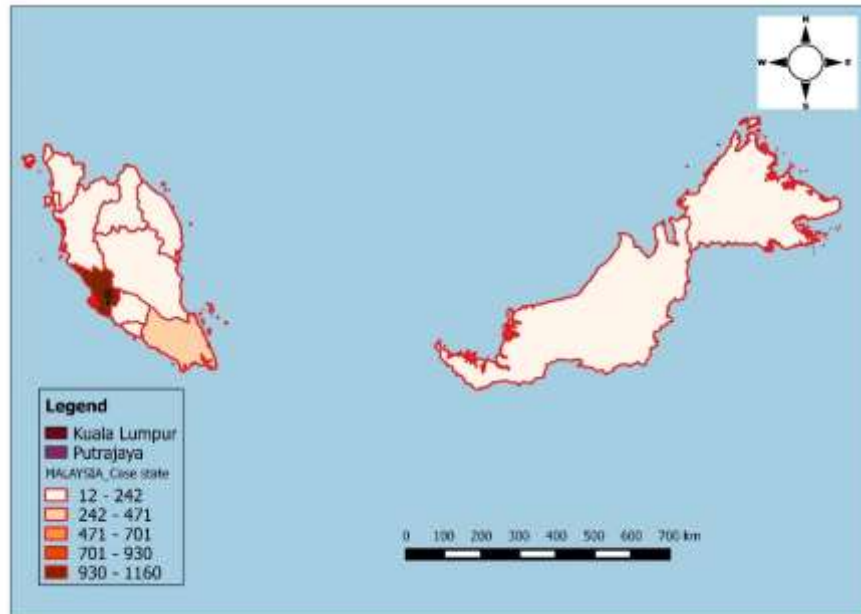 N
W E
S
Legend
Kuala Lumpur
Putrajaya
MALAYSIA_Case state
12 - 242
242 - 471
471 - 701
701 - 930
930 - 1160
0 100 200 300 400 500 600 700 km